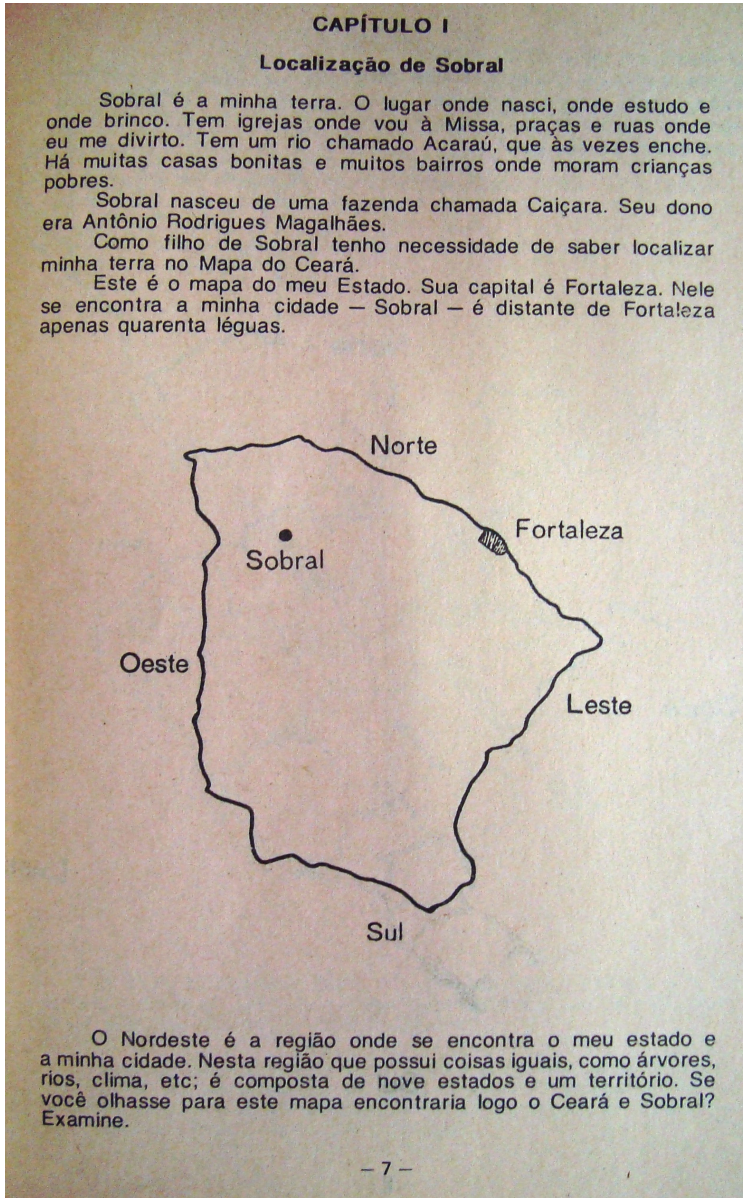 CAPÍTULO I
Localização de Sobral
Sobral é a minha terra. O lugar onde nasci, onde estudo e
onde brinco. Tem igrejas onde vou à Missa, praças e ruas onde
eu me divirto. Tem um rio chamado Acaraú, que às vezes enche.
Há muitas casas bonitas e muitos bairros onde moram crianças
pobres.
Sobral nasceu de uma fazenda chamada Caiçara. Seu dono
era Antônio Rodrigues Magalhães.
Como filho de Sobral tenho necessidade de saber localizar
minha terra no Mapa do Ceará.
Este é o mapa do meu Estado. Sua capital é Fortaleza. Nele
se encontra a minha cidade — Sobral — é distante de Fortaleza
apenas quarenta léguas.
Norte
Fortaleza
Sobral
Oeste
Leste
Sul
O Nordeste é a região onde se encontra o meu estado e
a minha cidade. Nesta região que possui coisas iguais, como árvores,
rios, clima, etc; é composta de nove estados e um território. Se
você olhasse para este mapa encontraria logo o Ceará e Sobral?
Examine.
— 7 —